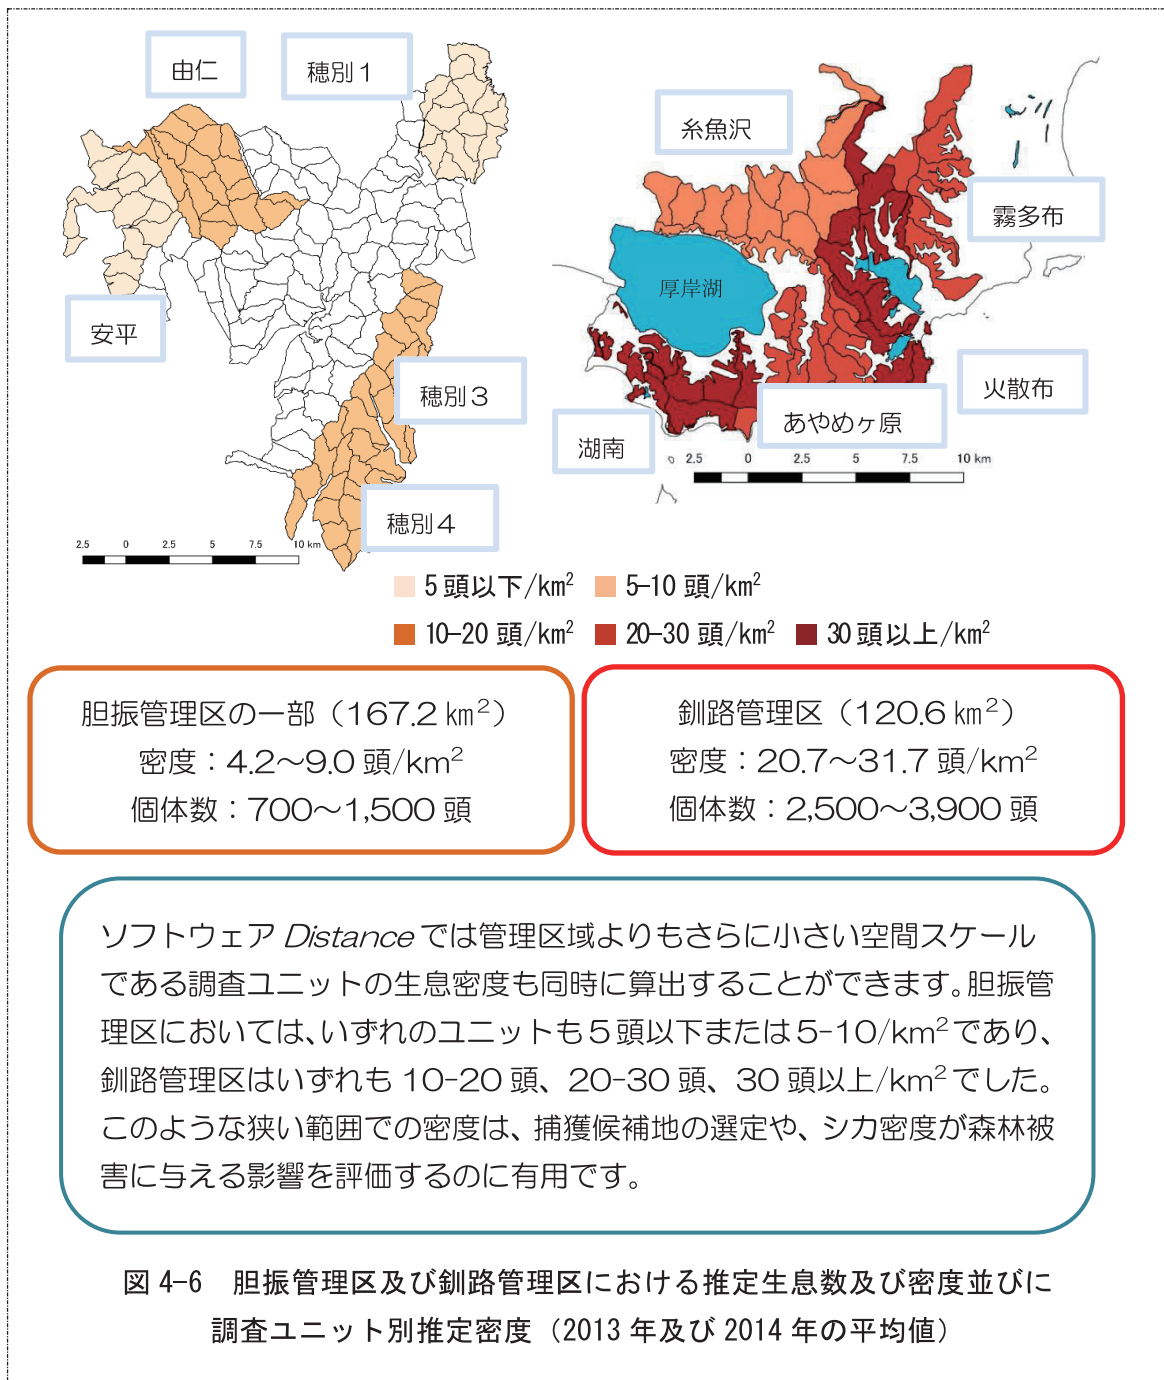 由仁
穂別1
糸魚沢
霧多布
厚岸湖
安平
穂別3
火散布
あやめヶ原
湖南
2.5 0 2.5 5 7.5 10 km
穂別4
2.5 0 2.5 5 7.5 10 km
5頭以下/km² 5-10 頭/km²
10-20 頭/km² 20-30 頭/km² 30頭以上/km²
胆振管理区の一部(167.2 km²)
密度:4.2~9.0 頭/km²
個体数:700~1,500 頭
釧路管理区(120.6 km²)
密度:20.7~31.7 頭/km²
個体数:2,500~3,900 頭
ソフトウェア Distance では管理区域よりもさらに小さい空間スケール
である調査ユニットの生息密度も同時に算出することができます。胆振管
理区においては、いずれのユニットも5頭以下または5-10/km²であり、
釧路管理区はいずれも 10-20 頭、20-30 頭、30 頭以上/km²でした。
このような狭い範囲での密度は、捕獲候補地の選定や、シカ密度が森林被
害に与える影響を評価するのに有用です。
図 4-6 胆振管理区及び釧路管理区における推定生息数及び密度並びに
調査ユニット別推定密度(2013 年及び 2014 年の平均値)